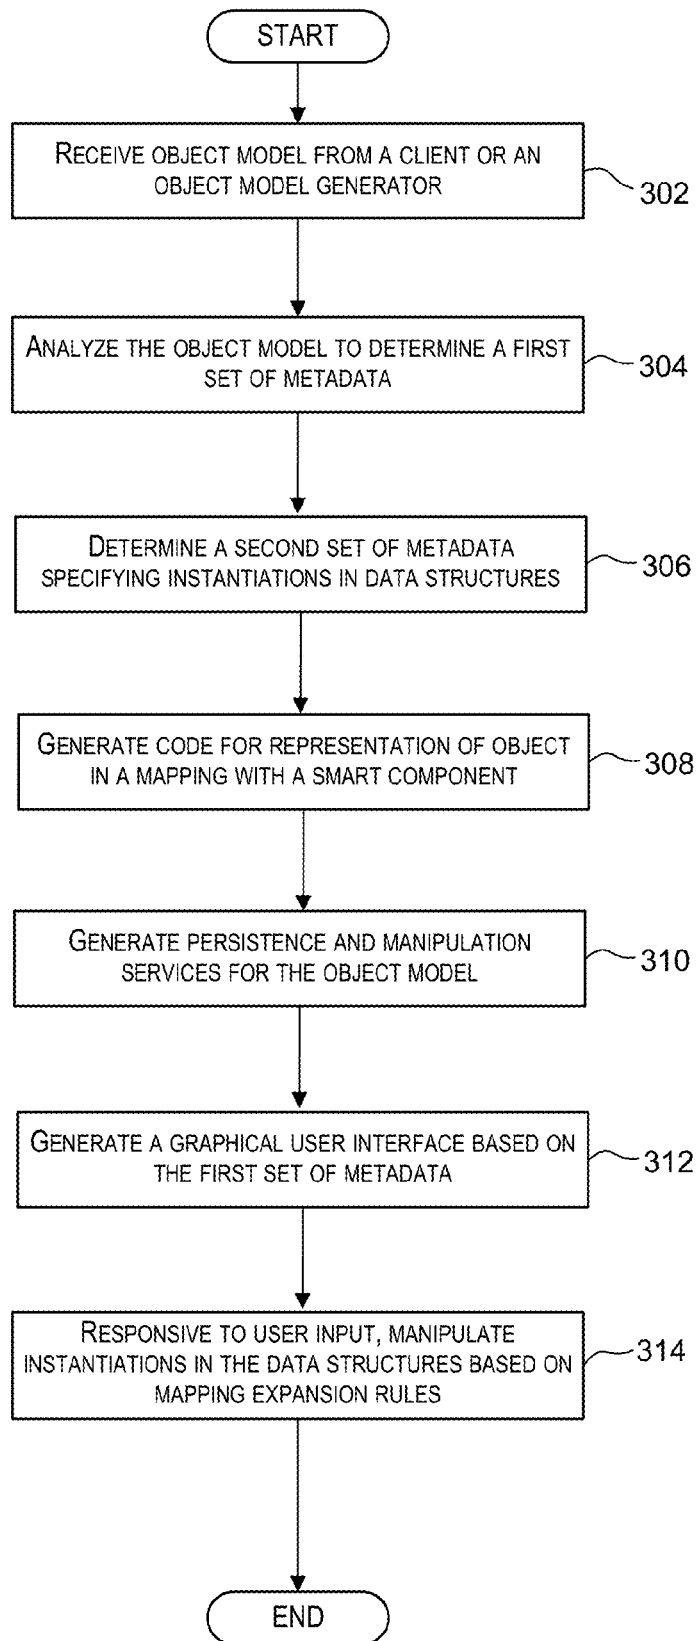 START
RECEIVE OBJECT MODEL FROM A CLIENT OR AN
OBJECT MODEL GENERATOR
302
ANALYZE THE OBJECT MODEL TO DETERMINE A FIRST
SET OF METADATA
304
DETERMINE A SECOND SET OF METADATA
SPECIFYING INSTANTIATIONS IN DATA STRUCTURES
306
GENERATE CODE FOR REPRESENTATION OF OBJECT
IN A MAPPING WITH A SMART COMPONENT
308
GENERATE PERSISTENCE AND MANIPULATION
SERVICES FOR THE OBJECT MODEL
310
GENERATE A GRAPHICAL USER INTERFACE BASED ON
THE FIRST SET OF METADATA
312
RESPONSIVE TO USER INPUT, MANIPULATE
INSTANTIATIONS IN THE DATA STRUCTURES BASED ON
MAPPING EXPANSION RULES
314
END